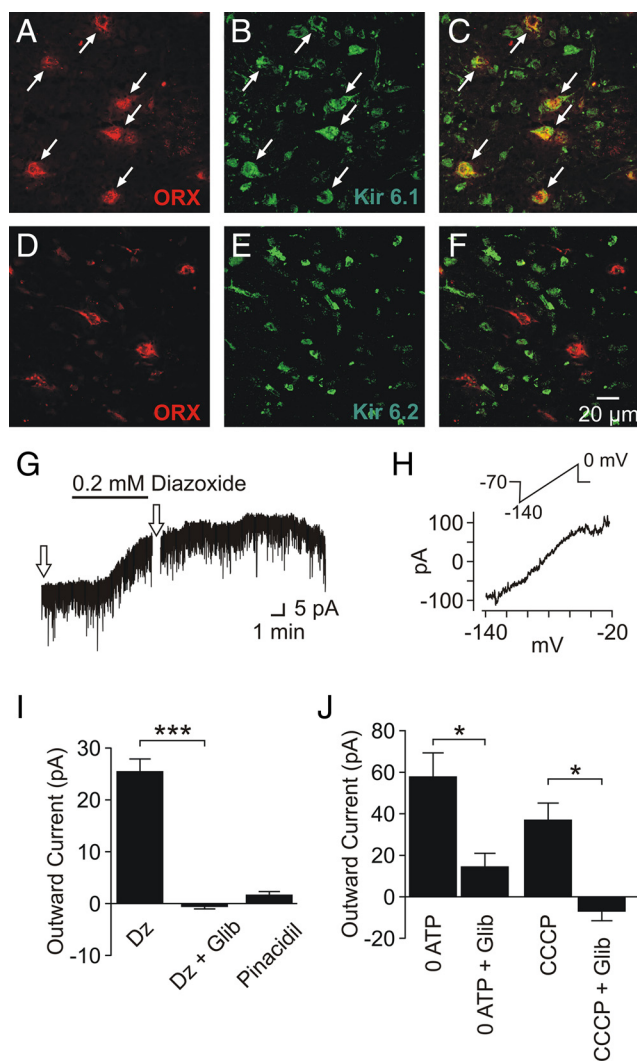 A
B
C
ORX
Kir 6.1
D
E
F
ORX
Kir 6.2
20 µm
G
0.2 mM Diazoxide
5 pA
1 min
H
0 mV
-70
-140
100
0
-100
pA
-140
-20
mV
I
***
30
20
10
0
-10
Outward Current (pA)
Dz
Dz + Glib
Pinacidil
J
*
*
80
60
40
20
0
-20
Outward Current (pA)
0 ATP
0 ATP + Glib
CCCP
CCCP + Glib